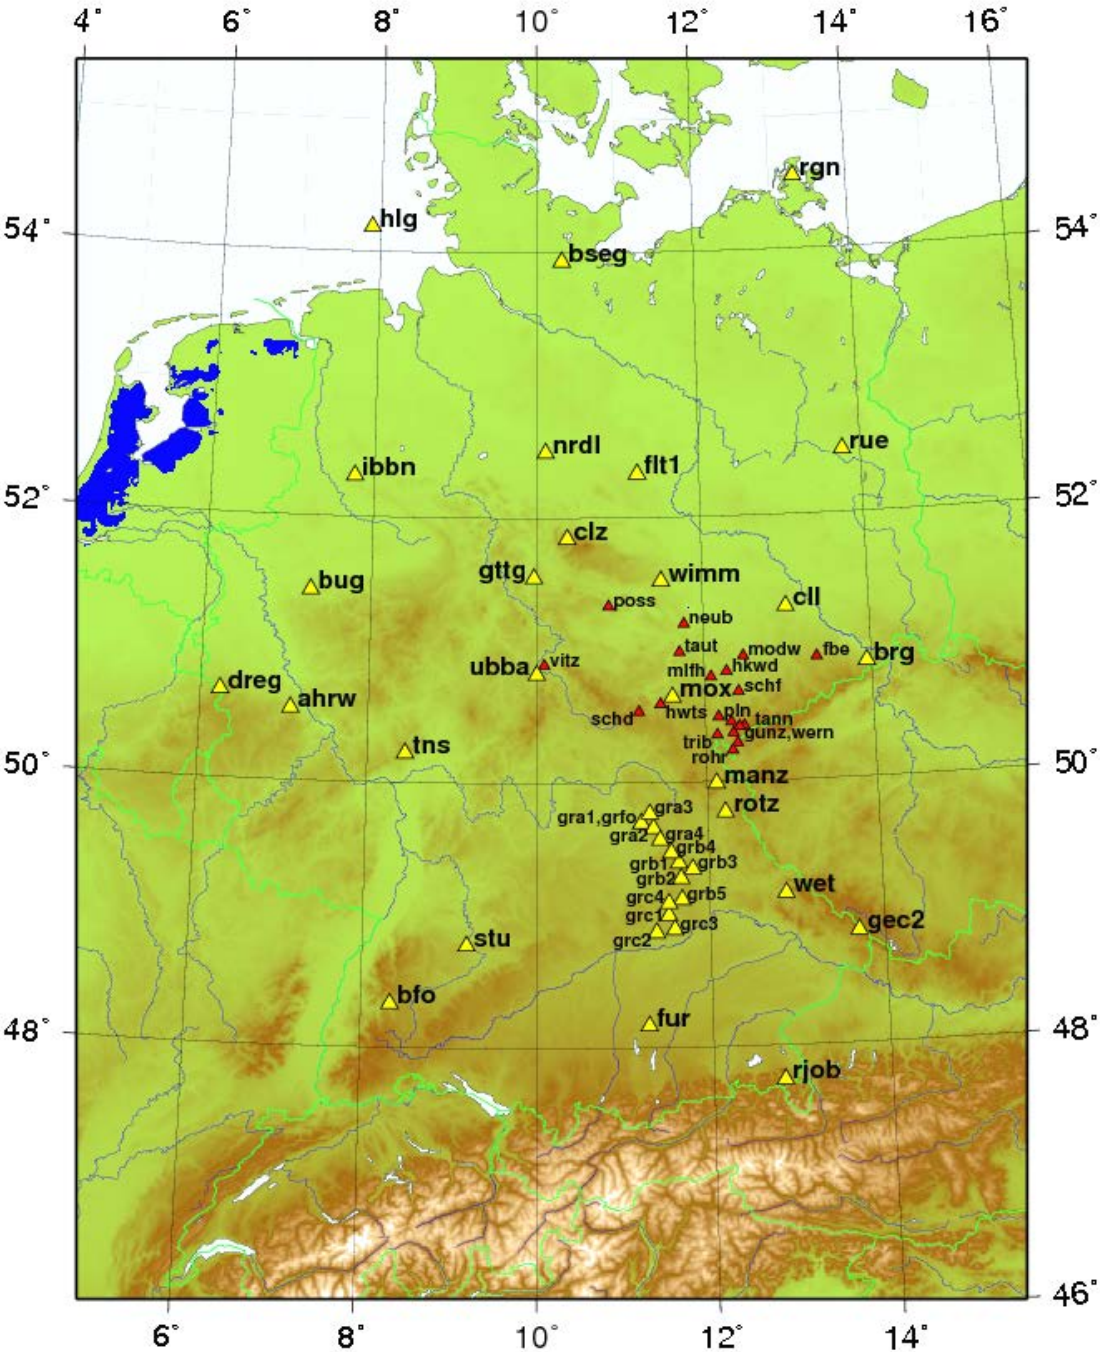 4° 6° 8° 10° 12° 14° 16°
rgn
hlg
54° 54°
bseg
rue
nrdl
flt1
ibbn
52° 52°
clz
gttg
wimm
bug
cll
poss
neub
taut
modw
fbe
brg
vitz
ubba
hkwd
mlfh
dreg
mox
schf
ahrw
schd
hwts
pln
tann
gunz,wern
trib
tns
rohr
50° 50°
manz
rotz
gra3
gra1,grfo
gra2
gra4
grb4
grb1
grb3
grb2
wet
grc4
grb5
grc1
grc3
gec2
grc2
stu
bfo
fur
48° 48°
rjob
46°
6° 8° 10° 12° 14°